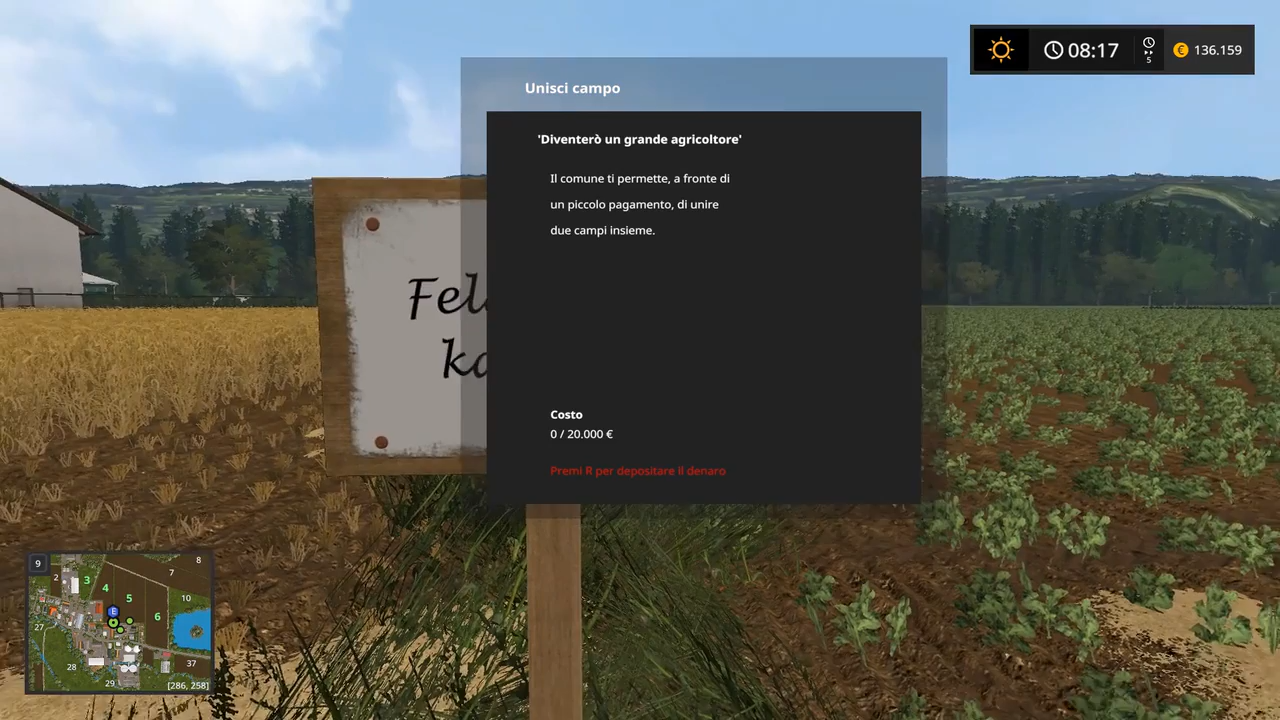 08:17
5
136.159
Unisci campo
'Diventerò un grande agricoltore'
Il comune ti permette, a fronte di
un piccolo pagamento, di unire
due campi insieme.
Costo
0 / 20.000 €
Premi R per depositare il denaro
9
8
7
2
3
4
5
10
6
27
28
37
29
[286, 258]
E